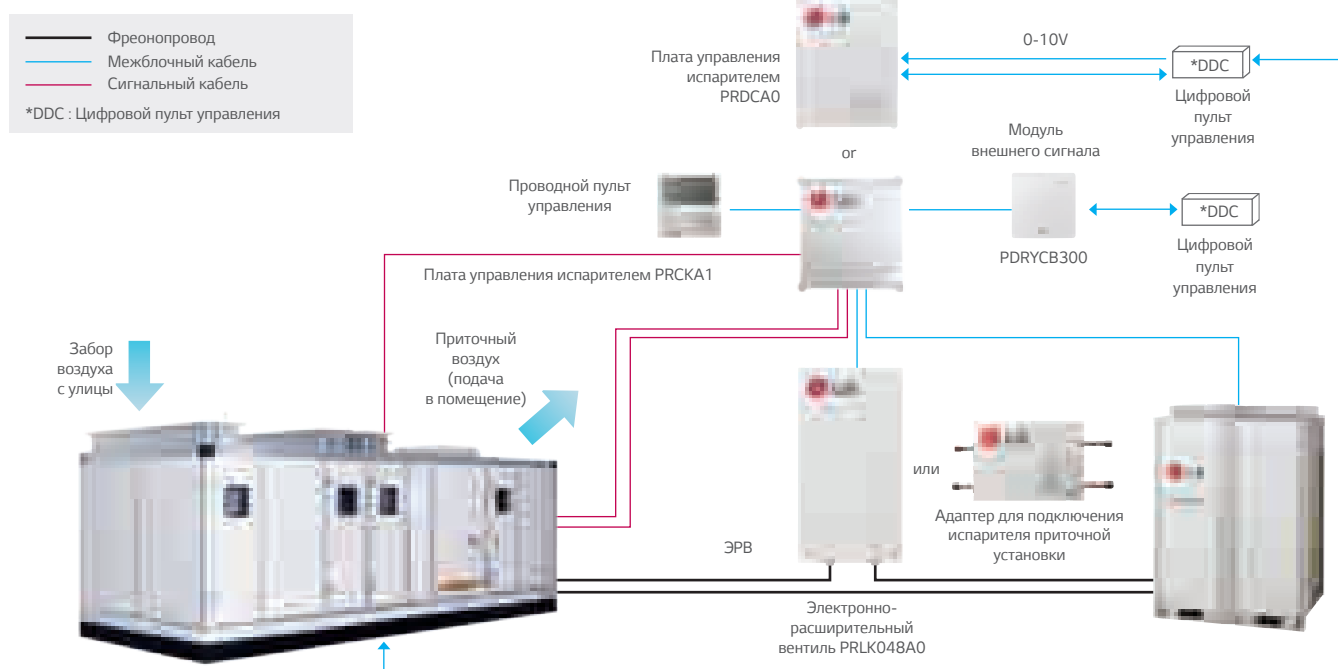 Фреонопровод
Межблочный кабель
Сигнальный кабель
*DDC : Цифровой пульт управления
Плата управления
испарителем
PRDCA0
0-10V
*DDC
Цифровой
пульт
управления
or
Модуль
внешнего сигнала
Проводной пульт
управления
*DDC
PDRYCB300
Цифровой
пульт
управления
Плата управления испарителем PRCKA1
Забор
воздуха
с улицы
Приточный
воздух
(подача
в помещение)
или
Адаптер для подключения
испарителя приточной
установки
ЭРВ
Электронно-
расширительный
вентиль PRLK048A0